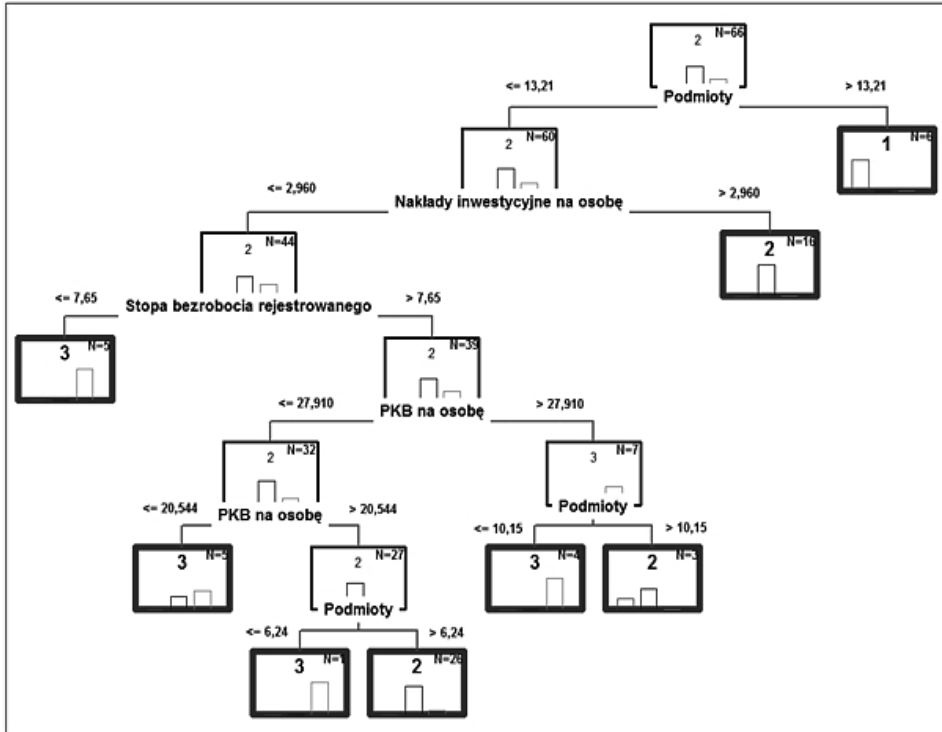 2 N=66
Podmioty
<= 13,21 > 13,21
2 N=60
1 N=6
Nakłady inwestycyjne na osobę
<= 2,960 > 2,960
2 N=44
2 N=16
Stopa bezrobocia rejestrowanego
<= 7,65 > 7,65
3 N=5
2 N=39
PKB na osobę
<= 27,910 > 27,910
2 N=32
3 N=7
PKB na osobę
Podmioty
<= 20,544 > 20,544
<= 10,15 > 10,15
3 N=5
2 N=27
3 N=4
2 N=3
Podmioty
<= 6,24 > 6,24
3 N=1
2 N=26